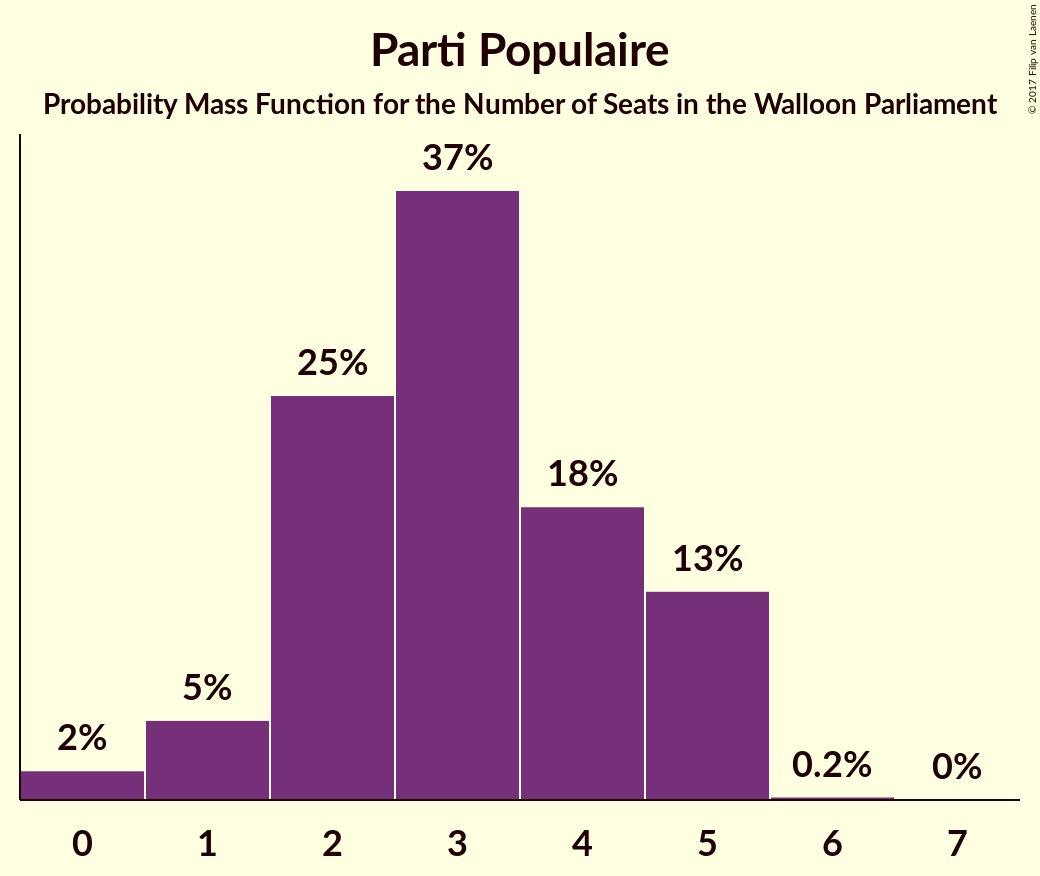 Parti Populaire
Probability Mass Function for the Number of Seats in the Walloon Parliament
© 2017 Filip van Laenen
37%
25%
18%
13%
5%
2%
0.2%
0%
0 1 2 3 4 5 6 7